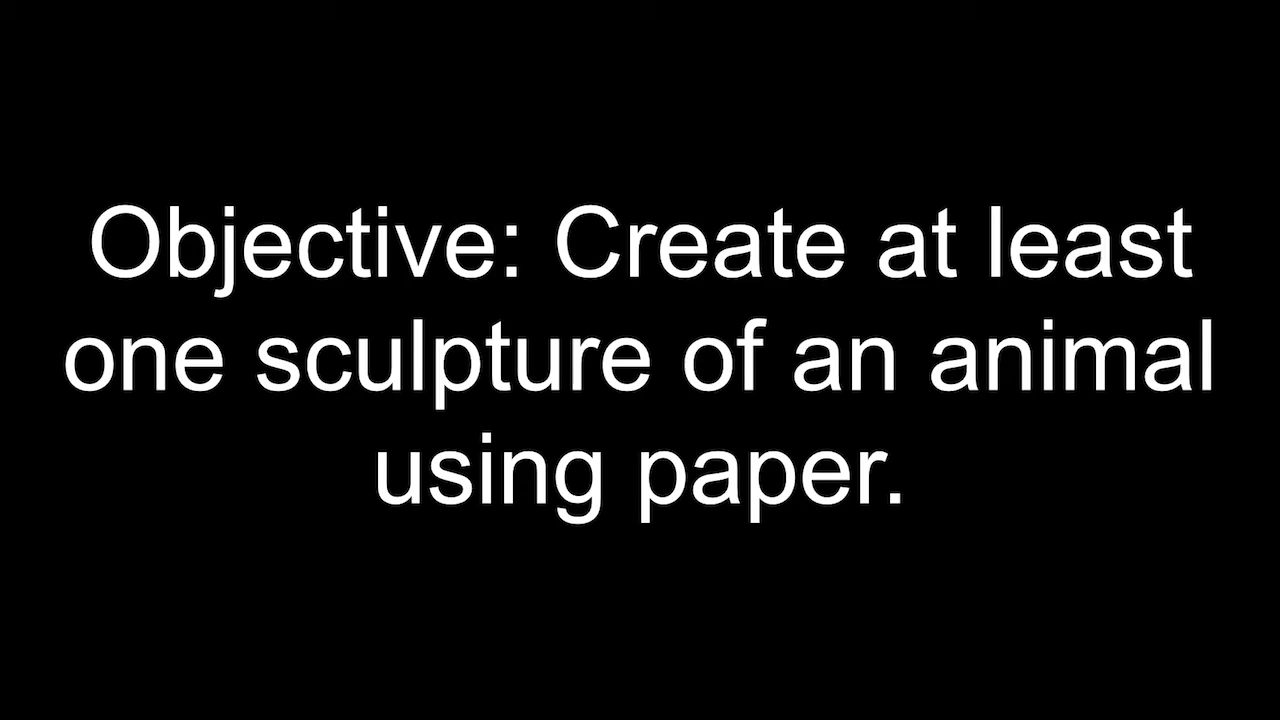 Objective: Create at least
one sculpture of an animal
using paper.